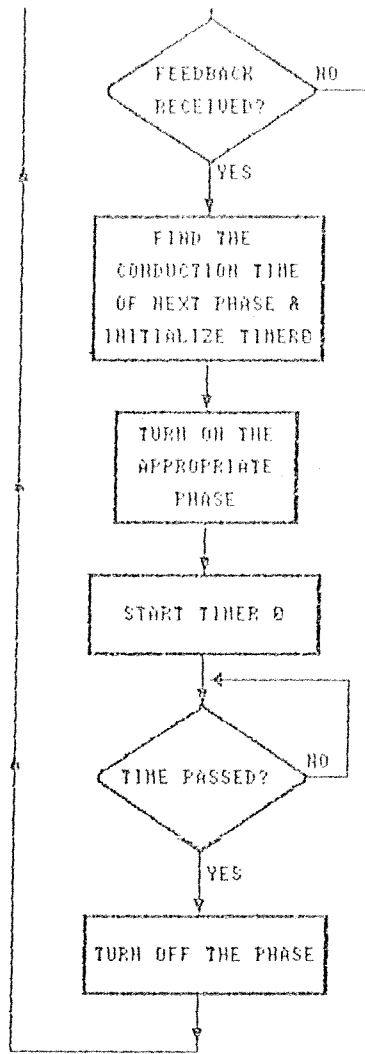 FEEDBACK
NO
RECEIVED?
YES
FIND THE
CONDUCTION TIME
OF NEXT PHASE &
INITIALIZE TIMER0
TURN ON THE
APPROPRIATE
PHASE
START TIMER 0
TIME PASSED?
NO
YES
TURN OFF THE PHASE